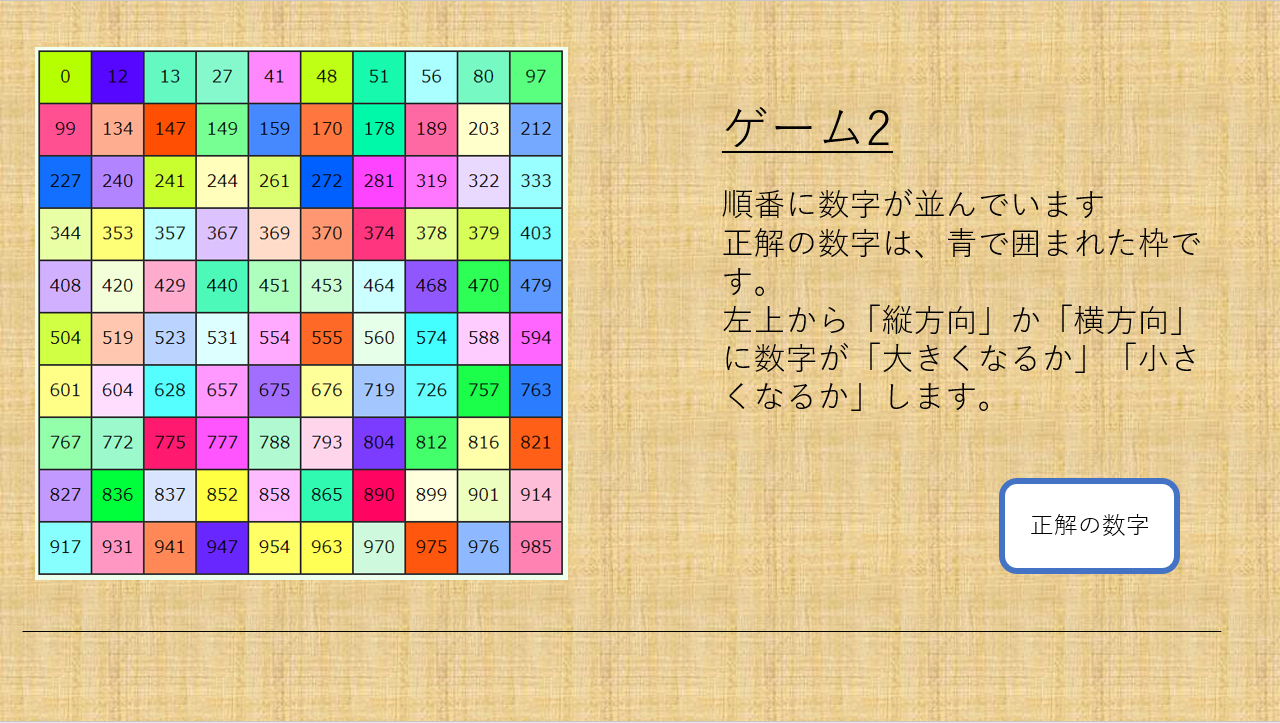 0 12 13 27 41 48 51 56 80 97
99 134 147 149 159 170 178 189 203 212
227 240 241 244 261 272 281 319 322 333
344 353 357 367 369 370 374 378 379 403
408 420 429 440 451 453 464 468 470 479
504 519 523 531 554 555 560 574 588 594
601 604 628 657 675 676 719 726 757 763
767 772 775 777 788 793 804 812 816 821
827 836 837 852 858 865 890 899 901 914
917 931 941 947 954 963 970 975 976 985
ゲーム2
順番に数字が並んでいます
正解の数字は、青で囲まれた枠で
す。
左上から「縦方向」か「横方向」
に数字が「大きくなるか」「小さ
くなるか」します。
正解の数字